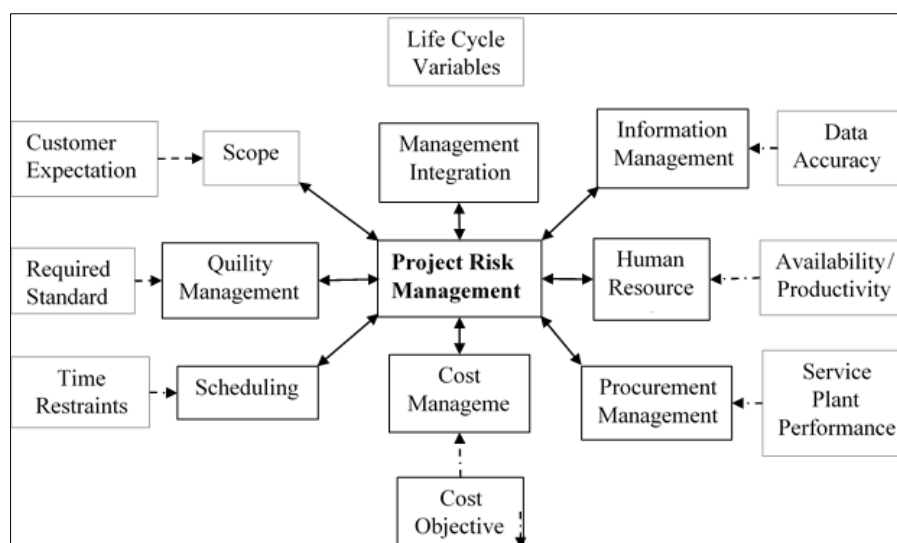 Life Cycle
Variables
Customer
Expectation
Scope
Management
Integration
Information
Management
Data
Accuracy
Required
Standard
Quility
Management
Project Risk
Management
Human
Resource
Availability/
Productivity
Time
Restraints
Scheduling
Cost
Manageme
Procurement
Management
Service
Plant
Performance
Cost
Objective